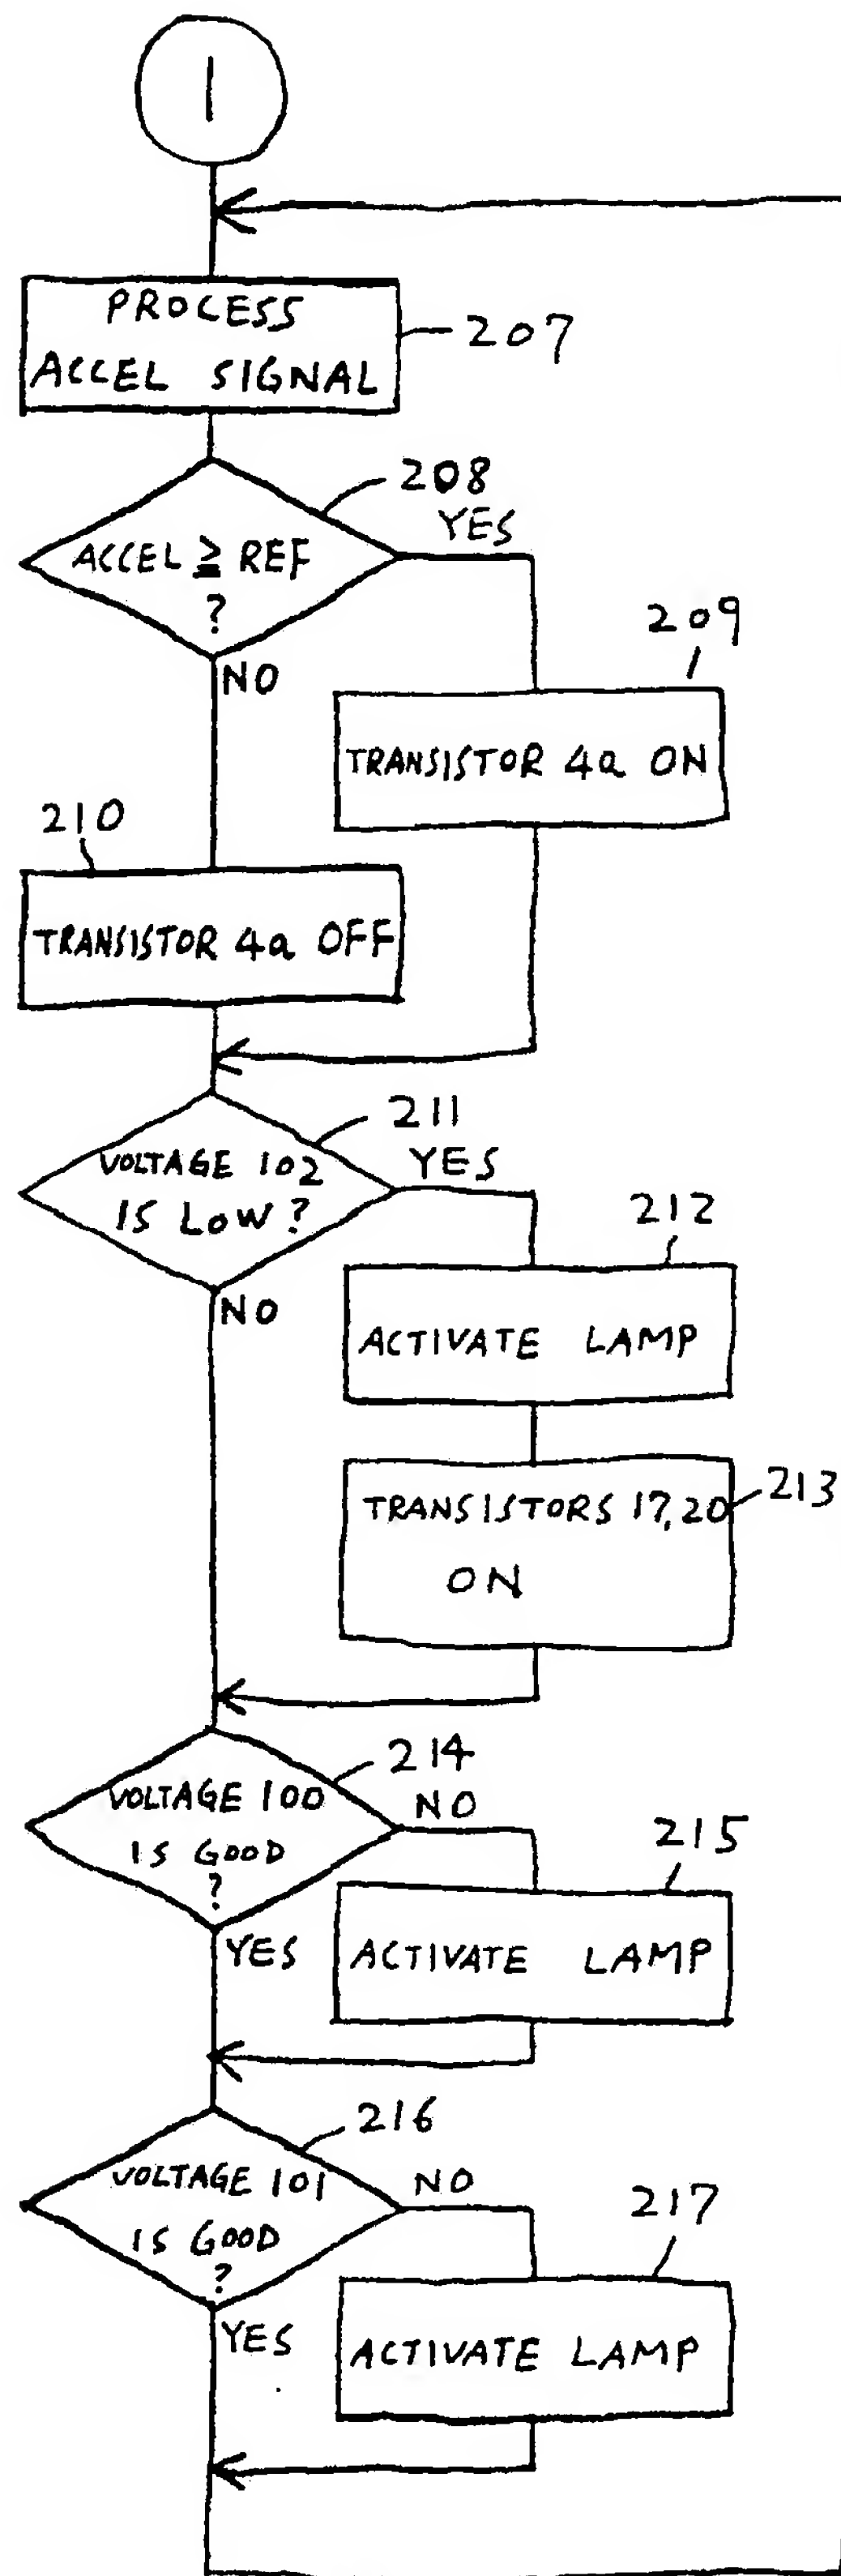 1
PROCESS
ACCEL SIGNAL
207
208
YES
ACCEL ≧ REF
?
NO
209
TRANSISTOR 4a ON
210
TRANSISTOR 4a OFF
211
YES
VOLTAGE 102
IS LOW?
NO
212
ACTIVATE LAMP
TRANSISTORS 17,20
ON
213
214
NO
VOLTAGE 100
IS GOOD
?
YES
215
ACTIVATE LAMP
216
NO
VOLTAGE 101
IS GOOD
?
YES
217
ACTIVATE LAMP